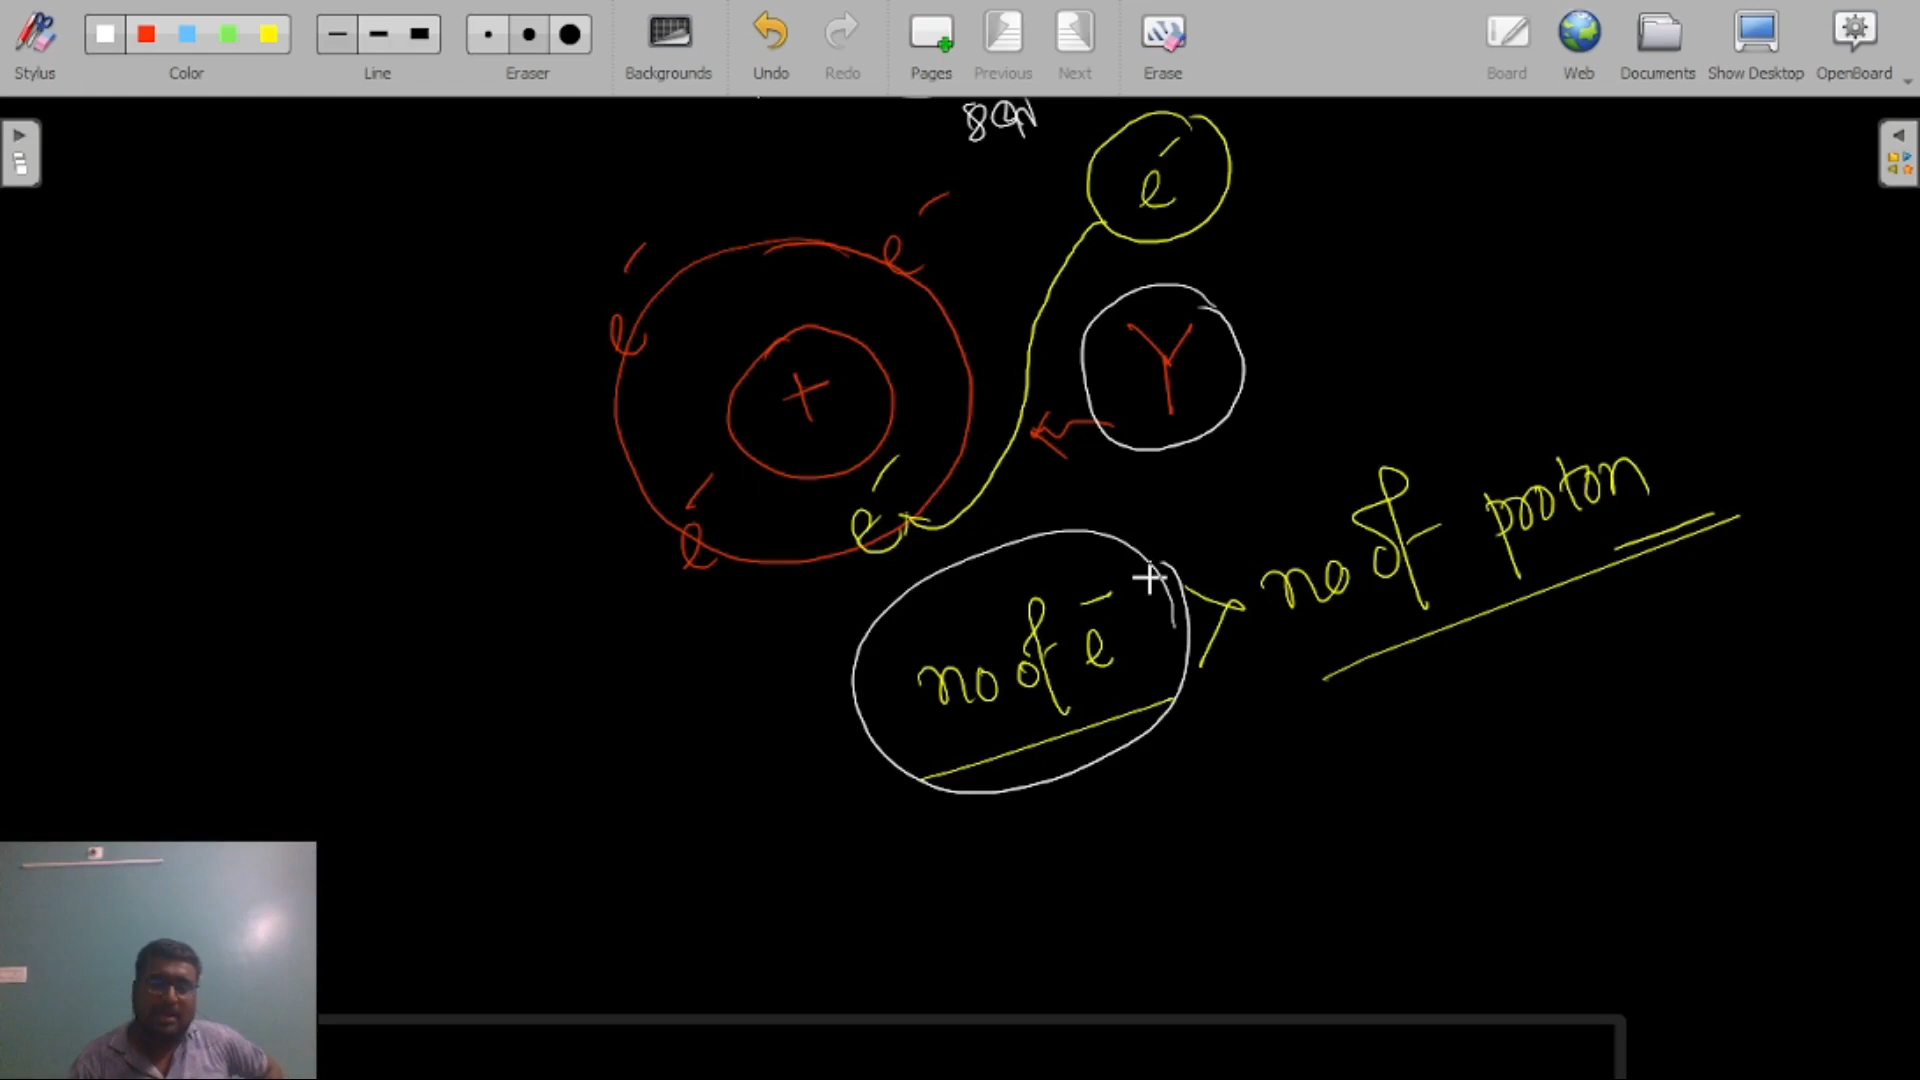 Stylus Color Line Eraser Backgrounds Undo Redo Pages Previous Next Erase Board Web Documents Show Desktop OpenBoard
e-
e-
e-
Y
e-
e-
no of e- > no of proton